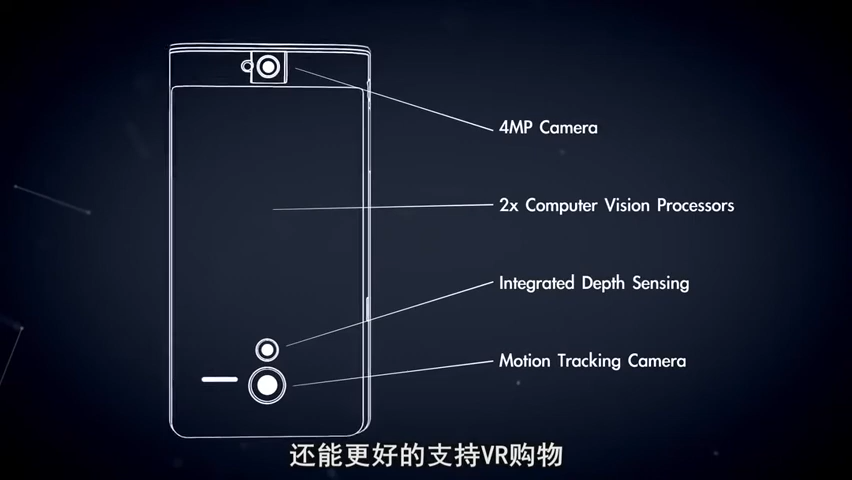 4MP Camera
2x Computer Vision Processors
Integrated Depth Sensing
Motion Tracking Camera
还能更好的支持VR购物